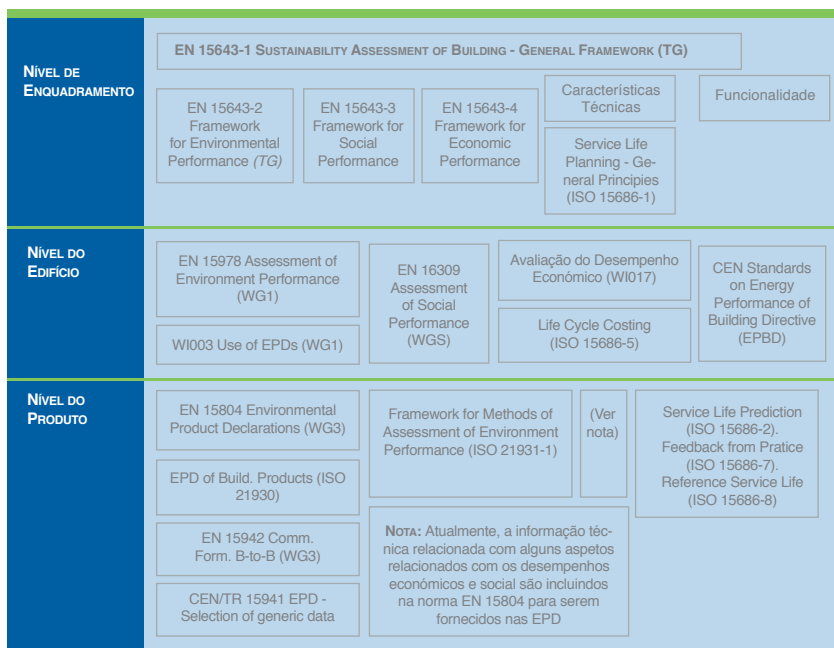 NÍVEL DE
ENQUADRAMENTO
EN 15643-1 SUSTAINABILITY ASSESSMENT OF BUILDING - GENERAL FRAMEWORK (TG)
EN 15643-2
Framework
for Environmental
Performance (TG)
EN 15643-3
Framework for
Social
Performance
EN 15643-4
Framework for
Economic
Performance
Características
Técnicas
Service Life
Planning - Ge-
neral Principies
(ISO 15686-1)
Funcionalidade
NÍVEL DO
EDIFÍCIO
EN 15978 Assessment of
Environment Performance
(WG1)
WI003 Use of EPDs (WG1)
EN 16309
Assessment
of Social
Performance
(WGS)
Avaliação do Desempenho
Económico (WI017)
Life Cycle Costing
(ISO 15686-5)
CEN Standards
on Energy
Performance of
Building Directive
(EPBD)
NÍVEL DO
PRODUTO
EN 15804 Environmental
Product Declarations (WG3)
EPD of Build. Products (ISO
21930)
EN 15942 Comm.
Form. B-to-B (WG3)
CEN/TR 15941 EPD -
Selection of generic data
Framework for Methods of
Assessment of Environment
Performance (ISO 21931-1)
(Ver
nota)
Service Life Prediction
(ISO 15686-2).
Feedback from Pratice
(ISO 15686-7).
Reference Service Life
(ISO 15686-8)
NOTA: Atualmente, a informação téc-
nica relacionada com alguns aspetos
relacionados com os desempenhos
económicos e social são incluindos
na norma EN 15804 para serem
fornecidos nas EPD